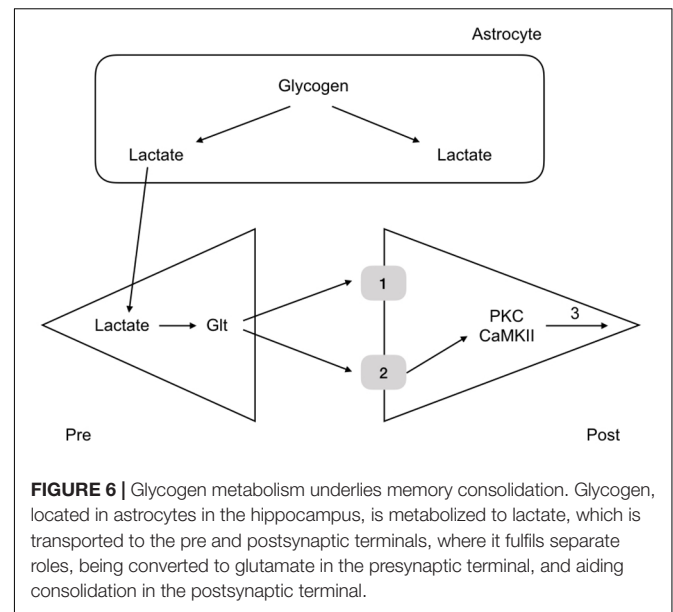 Astrocyte
Glycogen
Lactate
Lactate
1
Lactate
Glt
PKC
CaMKII
3
2
Pre
Post
FIGURE 6 | Glycogen metabolism underlies memory consolidation. Glycogen,
located in astrocytes in the hippocampus, is metabolized to lactate, which is
transported to the pre and postsynaptic terminals, where it fulfils separate
roles, being converted to glutamate in the presynaptic terminal, and aiding
consolidation in the postsynaptic terminal.